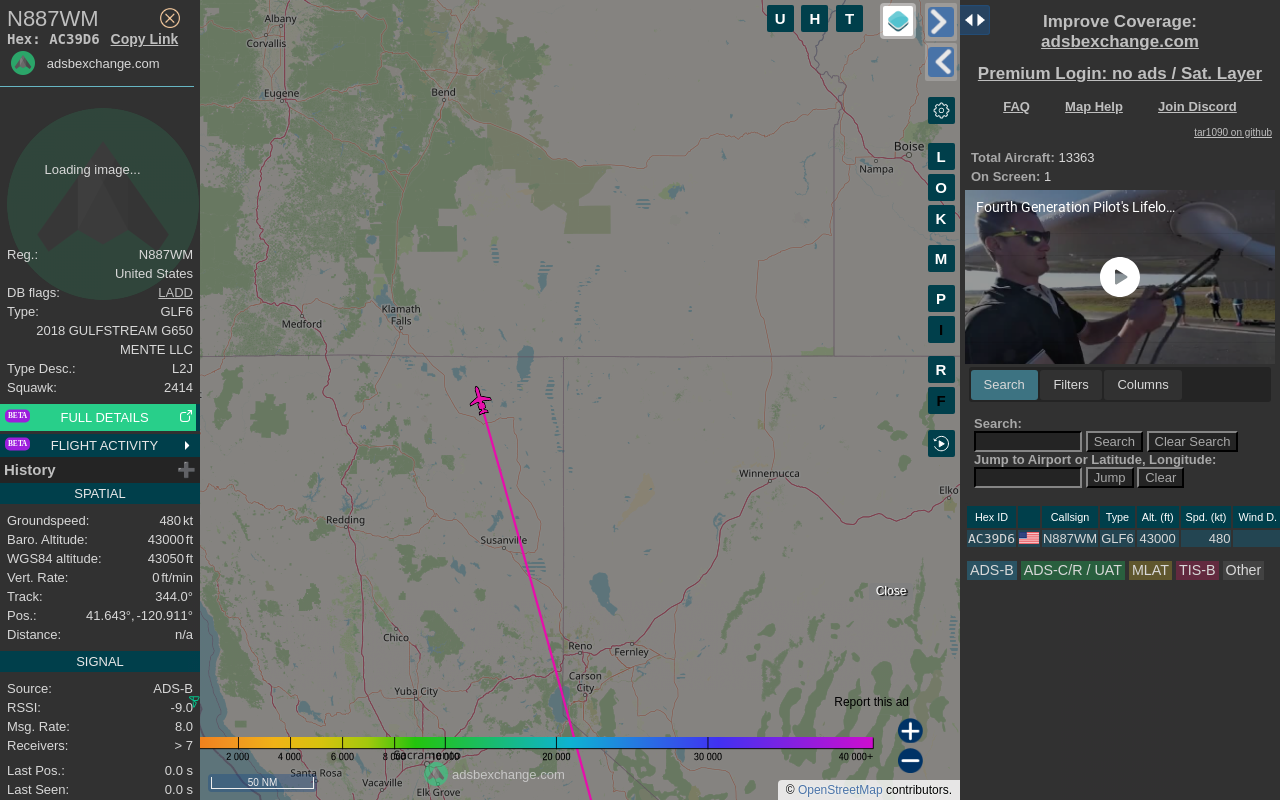 N887WM
Hex: AC39D6 Copy Link
adsbexchange.com
Loading image...
Reg.: N887WM
United States
DB flags: LADD
Type: GLF6
2018 GULFSTREAM G650
MENTE LLC
Type Desc.: L2J
Squawk: 2414
BETA FULL DETAILS
BETA FLIGHT ACTIVITY
History
SPATIAL
Groundspeed: 480 kt
Baro. Altitude: 43000 ft
WGS84 altitude: 43050 ft
Vert. Rate: 0 ft/min
Track: 344.0°
Pos.: 41.643°, -120.911°
Distance: n/a
SIGNAL
Source: ADS-B
RSSI: -9.0
Msg. Rate: 8.0
Receivers: > 7
Last Pos.: 0.0 s
Last Seen: 0.0 s
Albany
Corvallis
Eugene
Bend
Boise
Nampa
Medford
Klamath
Falls
Winnemucca
Elko
Redding
Susanville
Chico
Reno
Fernley
Carson
City
Yuba City
Sacramento
Santa Rosa
Vacaville
Elk Grove
U H T
L
O
K
M
P
I
R
F
Close
Report this ad
2 000 4 000 6 000 8 000 10 000 20 000 30 000 40 000+
50 NM
adsbexchange.com
© OpenStreetMap contributors.
Improve Coverage:
adsbexchange.com
Premium Login: no ads / Sat. Layer
FAQ Map Help Join Discord
tar1090 on github
Total Aircraft: 13363
On Screen: 1
Fourth Generation Pilot's Lifelo...
Search Filters Columns
Search:
Search Clear Search
Jump to Airport or Latitude, Longitude:
Jump Clear
Hex ID Callsign Type Alt. (ft) Spd. (kt) Wind D.
AC39D6 N887WM GLF6 43000 480
ADS-B ADS-C/R / UAT MLAT TIS-B Other